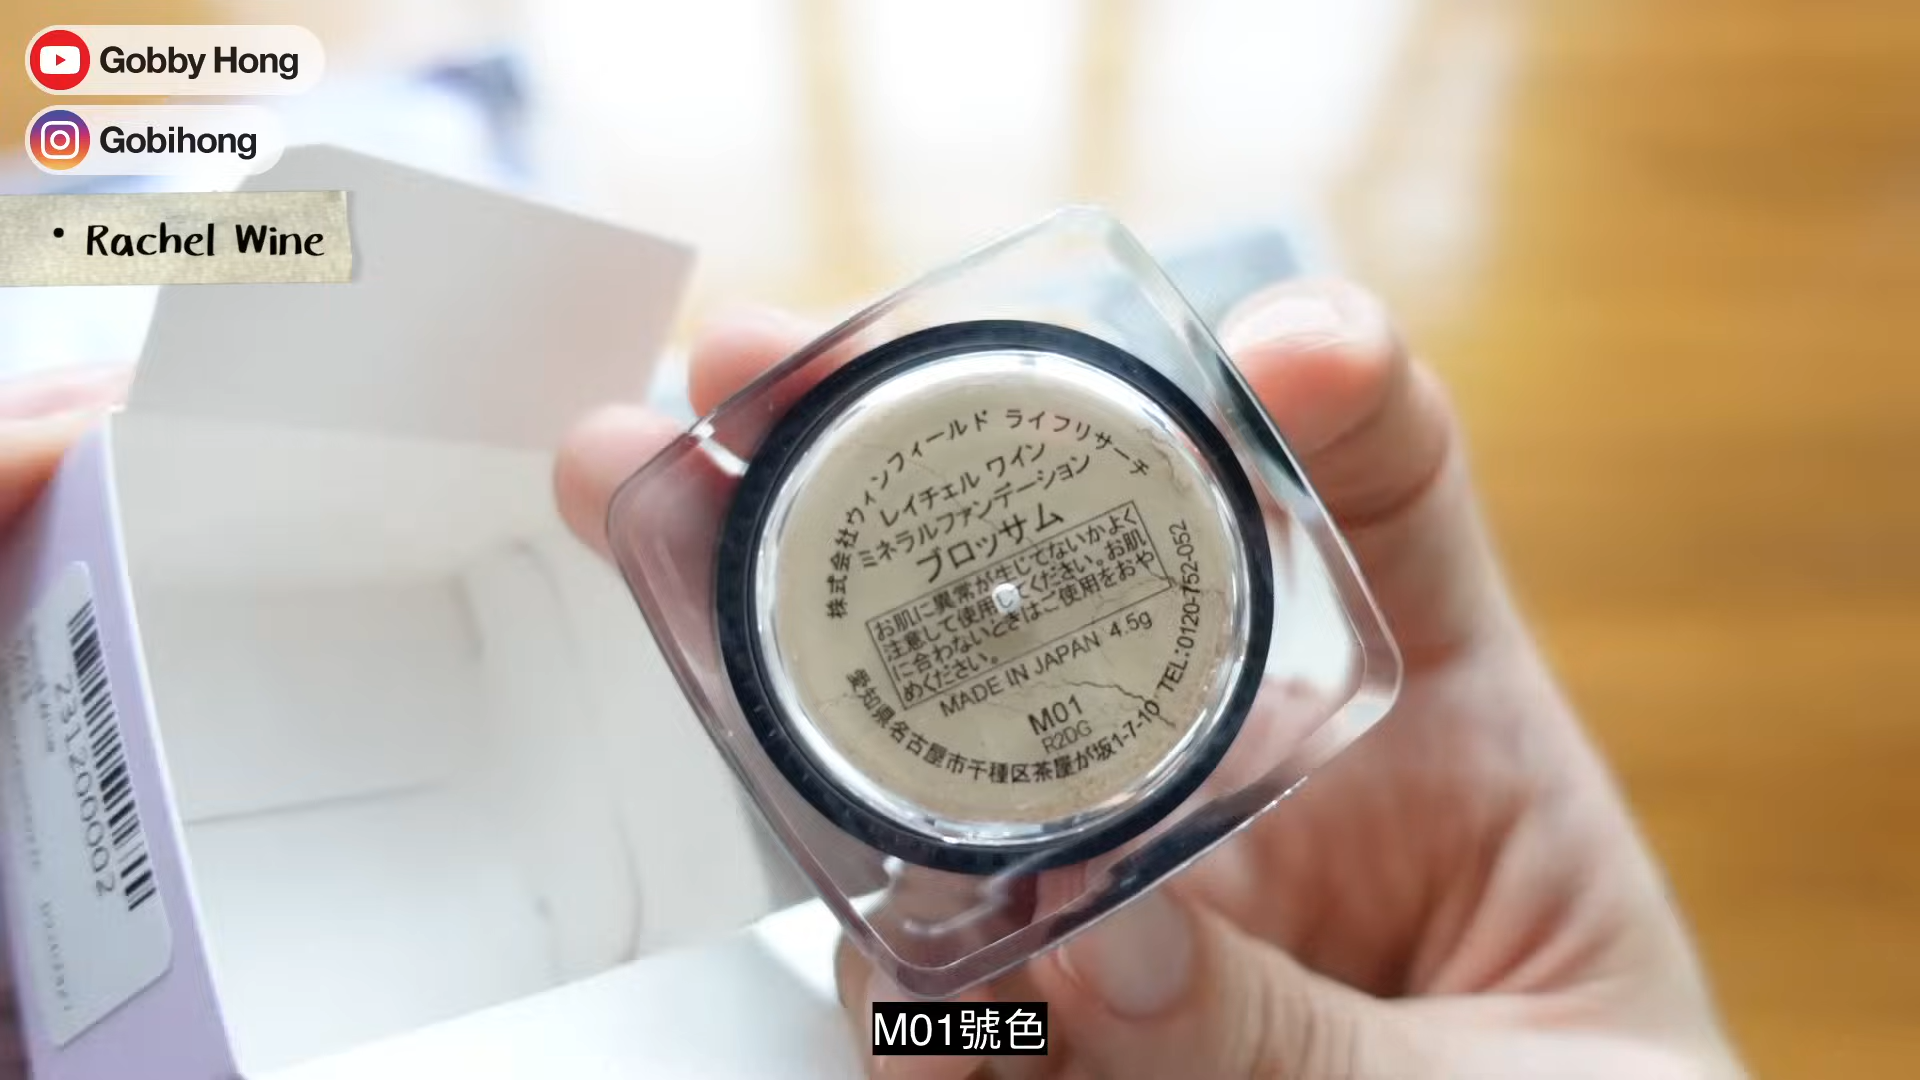 Gobby Hong
Gobihong
· Rachel Wine
株式会社ウィンフィールド ライフリサーチ
レイチェル ワイン
ミネラルファンデーション
ブロッサム
お肌に異常が生じてないかよく
注意して使用してください。お肌
に合わないときはご使用をおや
めください。
MADE IN JAPAN 4.5g
M01
R2DG
愛知県名古屋市千種区茶屋が坂1-7-10 TEL:0120-752-052
23120002
M01號色